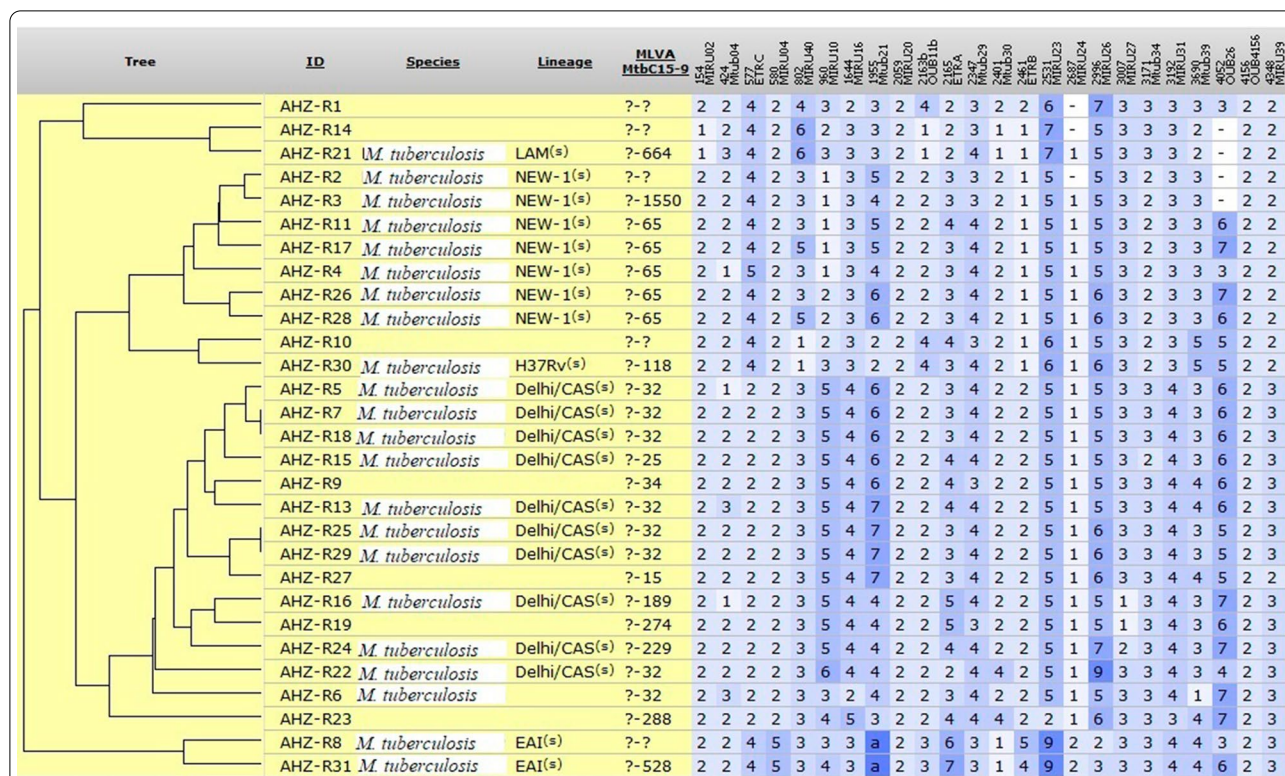 Tree ID Species Lineage MLVA MtbC15-9 154 MIRU02 424 Mtub04 577 ETRC 580 MIRU04 802 MIRU40 960 MIRU10 1644 MIRU16 1955 Mtub21 2059 MIRU20 2163b QUB11b 2165 ETRA 2347 Mtub29 2401 Mtub30 2461 ETRB 2531 MIRU23 2687 MIRU24 2996 MIRU26 3007 MIRU27 3171 Mtub34 3192 MIRU31 3690 Mtub39 4052 QUB26 4156 QUB4156 4348 MIRU39
AHZ-R1 ?-? 2 2 4 2 4 3 2 3 2 4 2 3 2 2 6 - 7 3 3 3 3 3 2 2
AHZ-R14 ?-? 1 2 4 2 6 2 3 3 2 1 2 3 1 1 7 - 5 3 3 3 2 - 2 2
AHZ-R21 M. tuberculosis LAM(s) ?-664 1 3 4 2 6 3 3 3 2 1 2 4 1 1 7 1 5 3 3 3 2 - 2 2
AHZ-R2 M. tuberculosis NEW-1(s) ?-? 2 2 4 2 3 1 3 5 2 2 3 3 2 1 5 - 5 3 2 3 3 - 2 2
AHZ-R3 M. tuberculosis NEW-1(s) ?-1550 2 2 4 2 3 1 3 4 2 2 3 3 2 1 5 1 5 3 2 3 3 - 2 2
AHZ-R11 M. tuberculosis NEW-1(s) ?-65 2 2 4 2 3 1 3 5 2 2 4 4 2 1 5 1 5 3 2 3 3 6 2 2
AHZ-R17 M. tuberculosis NEW-1(s) ?-65 2 2 4 2 5 1 3 5 2 2 3 4 2 1 5 1 5 3 2 3 3 7 2 2
AHZ-R4 M. tuberculosis NEW-1(s) ?-65 2 1 5 2 3 1 3 4 2 2 3 4 2 1 5 1 5 3 2 3 3 3 2 2
AHZ-R26 M. tuberculosis NEW-1(s) ?-65 2 2 4 2 3 2 3 6 2 2 3 4 2 1 5 1 6 3 2 3 3 7 2 2
AHZ-R28 M. tuberculosis NEW-1(s) ?-65 2 2 4 2 5 2 3 6 2 2 3 4 2 1 5 1 6 3 2 3 3 6 2 2
AHZ-R10 ?-? 2 2 4 2 1 2 3 2 2 4 4 3 2 1 6 1 5 3 2 3 5 5 2 2
AHZ-R30 M. tuberculosis H37Rv(s) ?-118 2 2 4 2 1 3 3 2 2 4 3 4 2 1 6 1 6 3 2 3 5 5 2 2
AHZ-R5 M. tuberculosis Delhi/CAS(s) ?-32 2 1 2 2 3 5 4 6 2 2 3 4 2 2 5 1 5 3 3 4 3 6 2 3
AHZ-R7 M. tuberculosis Delhi/CAS(s) ?-32 2 2 2 2 3 5 4 6 2 2 3 4 2 2 5 1 5 3 3 4 3 6 2 3
AHZ-R18 M. tuberculosis Delhi/CAS(s) ?-32 2 2 2 2 3 5 4 6 2 2 3 4 2 2 5 1 5 3 3 4 3 6 2 3
AHZ-R15 M. tuberculosis Delhi/CAS(s) ?-25 2 2 2 2 3 5 4 6 2 2 4 4 2 2 5 1 5 3 2 4 3 6 2 3
AHZ-R9 ?-34 2 2 2 2 3 5 4 6 2 2 4 3 2 2 5 1 5 3 3 4 4 6 2 3
AHZ-R13 M. tuberculosis Delhi/CAS(s) ?-32 2 3 2 2 3 5 4 7 2 2 4 4 2 2 5 1 5 3 3 4 4 6 2 3
AHZ-R25 M. tuberculosis Delhi/CAS(s) ?-32 2 2 2 2 3 5 4 7 2 2 3 4 2 2 5 1 6 3 3 4 3 5 2 3
AHZ-R29 M. tuberculosis Delhi/CAS(s) ?-32 2 2 2 2 3 5 4 7 2 2 3 4 2 2 5 1 6 3 3 4 3 5 2 3
AHZ-R27 ?-15 2 2 2 2 3 5 4 7 2 2 3 3 2 2 5 1 6 3 3 4 4 5 2 2
AHZ-R16 M. tuberculosis Delhi/CAS(s) ?-189 2 1 2 2 3 5 4 4 2 2 5 4 2 2 5 1 5 1 3 4 3 7 2 3
AHZ-R19 ?-274 2 2 2 2 3 5 4 4 2 2 5 3 2 2 5 1 5 1 3 4 3 6 2 3
AHZ-R24 M. tuberculosis Delhi/CAS(s) ?-229 2 2 2 2 3 5 4 4 2 2 4 4 2 2 5 1 7 2 3 4 3 7 2 3
AHZ-R22 M. tuberculosis Delhi/CAS(s) ?-32 2 2 2 2 3 6 4 4 2 2 2 4 4 2 5 1 9 3 3 4 3 4 2 3
AHZ-R6 M. tuberculosis ?-32 2 3 2 2 3 3 2 4 2 2 3 4 2 2 5 1 5 3 3 4 1 7 2 3
AHZ-R23 ?-288 2 2 2 2 3 4 5 3 2 2 4 4 4 2 2 1 6 3 3 3 4 7 2 3
AHZ-R8 M. tuberculosis EAI(s) ?-? 2 2 4 5 3 3 3 a 2 3 6 3 1 5 9 2 2 3 3 4 4 3 2 3
AHZ-R31 M. tuberculosis EAI(s) ?-528 2 2 4 5 3 4 3 a 2 3 7 3 1 4 9 2 3 3 3 4 4 6 2 3